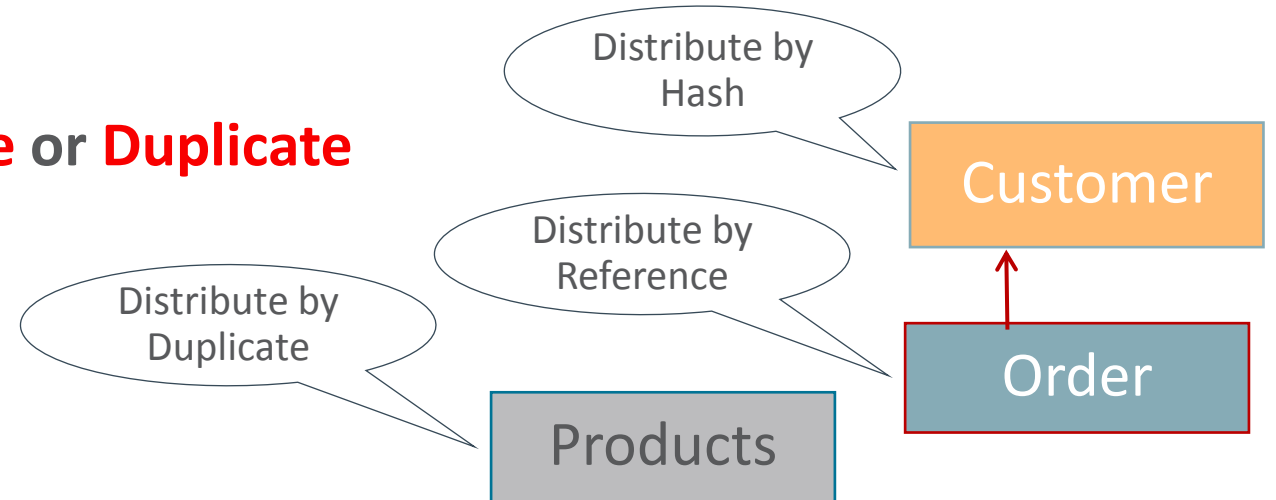 Distribute by
Hash
e or Duplicate
Customer
Distribute by
Reference
Distribute by
Duplicate
Order
Products